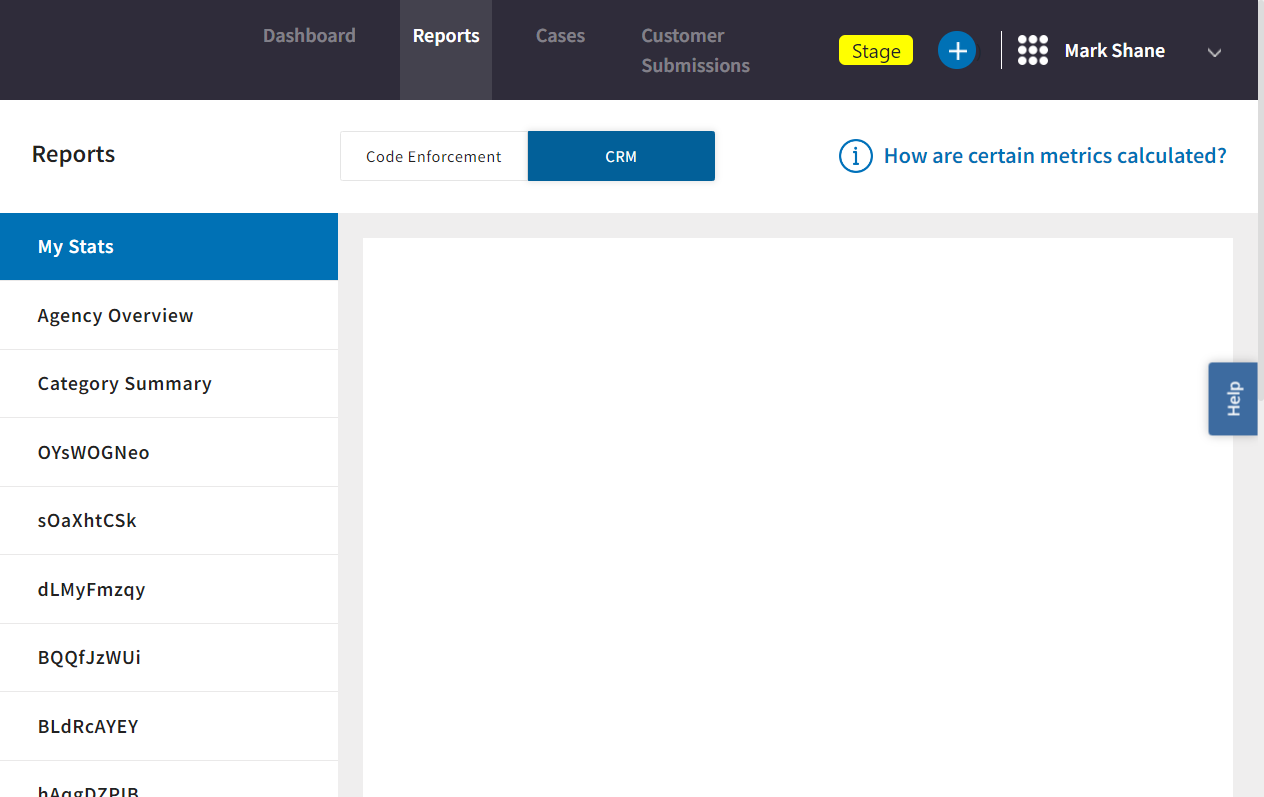 Dashboard
Reports
Cases
Customer
Submissions
Stage
Mark Shane
Reports
Code Enforcement
CRM
How are certain metrics calculated?
My Stats
Agency Overview
Category Summary
OYsWOGNeo
sOaXhtCSk
dLMyFmzqy
BQQfJzWUi
BLdRcAYEY
Help